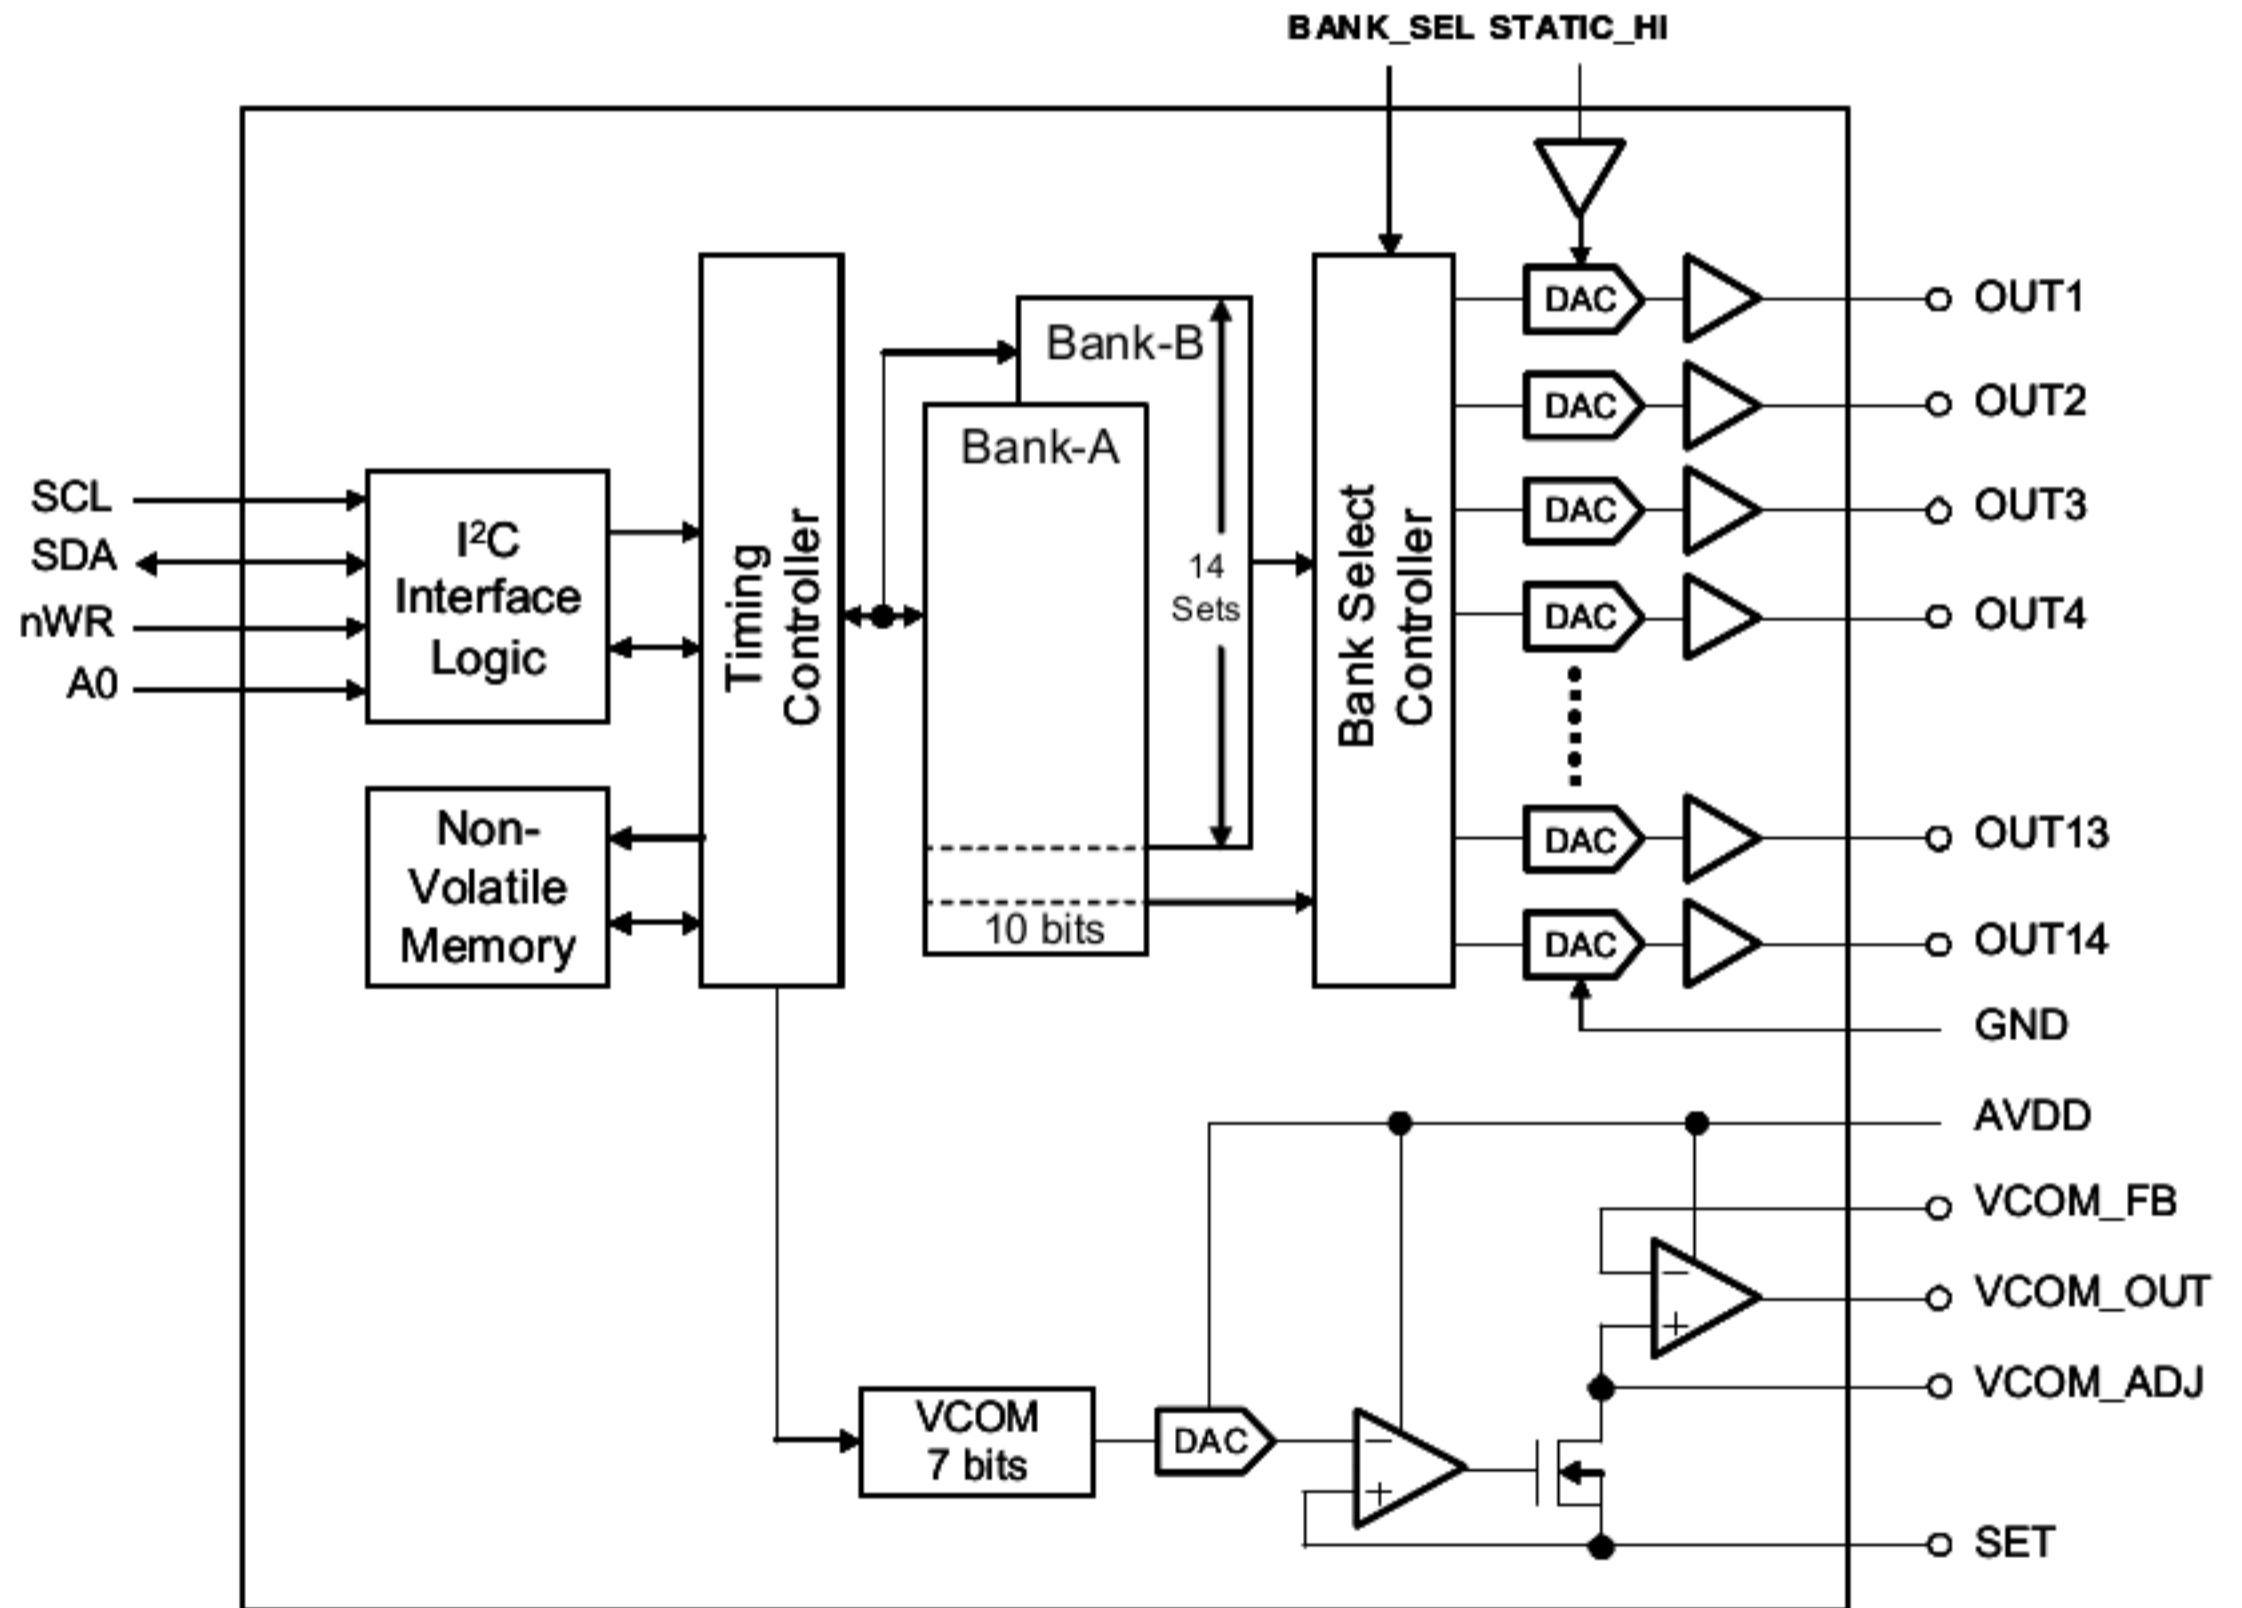 BANK_SEL STATIC_HI
SCL
SDA
nWR
A0
I²C
Interface
Logic
Non-
Volatile
Memory
Timing
Controller
Bank-B
Bank-A
14
Sets
10 bits
Bank Select
Controller
DAC
OUT1
DAC
OUT2
DAC
OUT3
DAC
OUT4
DAC
OUT13
DAC
OUT14
GND
AVDD
VCOM_FB
−
VCOM_OUT
+
VCOM_ADJ
VCOM
7 bits
DAC
−
+
SET